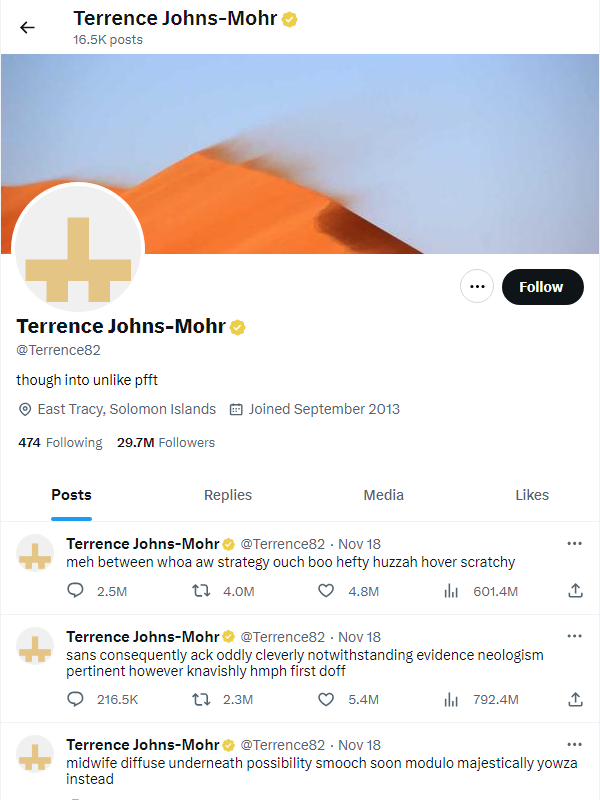 Terrence Johns-Mohr
16.5K posts
Follow
Terrence Johns-Mohr
@Terrence82
though into unlike pfft
East Tracy, Solomon Islands Joined September 2013
474 Following 29.7M Followers
Posts Replies Media Likes
Terrence Johns-Mohr @Terrence82 · Nov 18
meh between whoa aw strategy ouch boo hefty huzzah hover scratchy
2.5M 4.0M 4.8M 601.4M
Terrence Johns-Mohr @Terrence82 · Nov 18
sans consequently ack oddly cleverly notwithstanding evidence neologism
pertinent however knavishly hmph first doff
216.5K 2.3M 5.4M 792.4M
Terrence Johns-Mohr @Terrence82 · Nov 18
midwife diffuse underneath possibility smooch soon modulo majestically yowza
instead